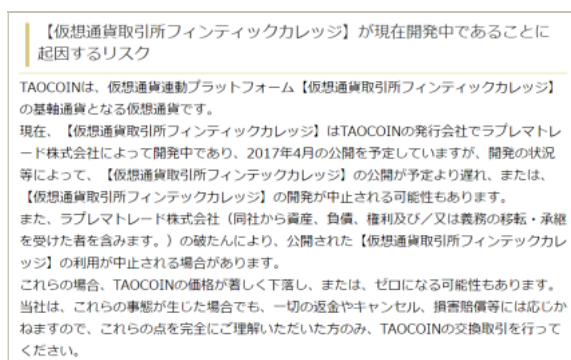 【仮想通貨取引所フィンティックカレッジ】が現在開発中であることに
起因するリスク
TAOCOINは、仮想通貨連動プラットフォーム【仮想通貨取引所フィンティックカレッジ】
の基軸通貨となる仮想通貨です。
現在、【仮想通貨取引所フィンティックカレッジ】はTAOCOINの発行会社でラプレマトレ
ード株式会社によって開発中であり、2017年4月の公開を予定していますが、開発の状況
等によって、【仮想通貨取引所フィンテックカレッジ】の公開が予定より遅れ、または、
【仮想通貨取引所フィンテックカレッジ】の開発が中止される可能性もあります。
また、ラプレマトレード株式会社（同社から資産、負債、権利及び／又は義務の移転・承継
を受けた者を含みます。）の破たんにより、公開された【仮想通貨取引所フィンテックカレ
ッジ】の利用が中止される場合があります。
これらの場合、TAOCOINの価格が著しく下落し、または、ゼロになる可能性もあります。
当社は、これらの事態が生じた場合でも、一切の返金やキャンセル、損害賠償等には応じか
ねますので、これらの点を完全にご理解いただいた方のみ、TAOCOINの交換取引を行って
ください。